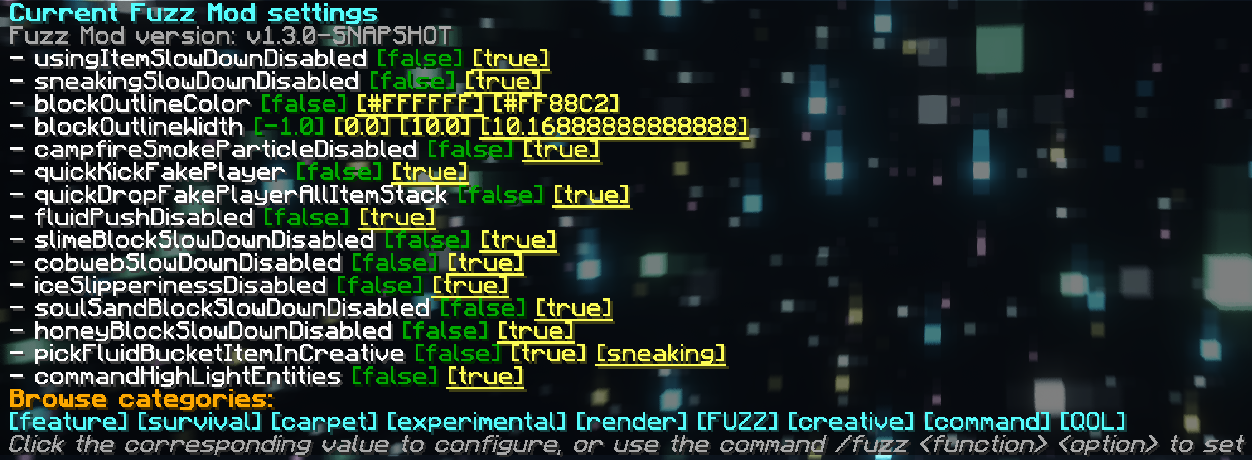 Current Fuzz Mod settings
Fuzz Mod version: v1.3.0-SNAPSHOT
- usingItemSlowDownDisabled [false] [true]
- sneakingSlowDownDisabled [false] [true]
- blockOutlineColor [false] [#FFFFFF] [#FF88C2]
- blockOutlineWidth [-1.0] [0.0] [10.0] [10.168888888888888]
- campfireSmokeParticleDisabled [false] [true]
- quickKickFakePlayer [false] [true]
- quickDropFakePlayerAllItemStack [false] [true]
- fluidPushDisabled [false] [true]
- slimeBlockSlowDownDisabled [false] [true]
- cobwebSlowDownDisabled [false] [true]
- iceSlipperinessDisabled [false] [true]
- soulSandBlockSlowDownDisabled [false] [true]
- honeyBlockSlowDownDisabled [false] [true]
- pickFluidBucketItemInCreative [false] [true] [sneaking]
- commandHighLightEntities [false] [true]
Browse categories:
[feature] [survival] [carpet] [experimental] [render] [FUZZ] [creative] [command] [QOL]
Click the corresponding value to configure, or use the command /fuzz <function> <option> to set